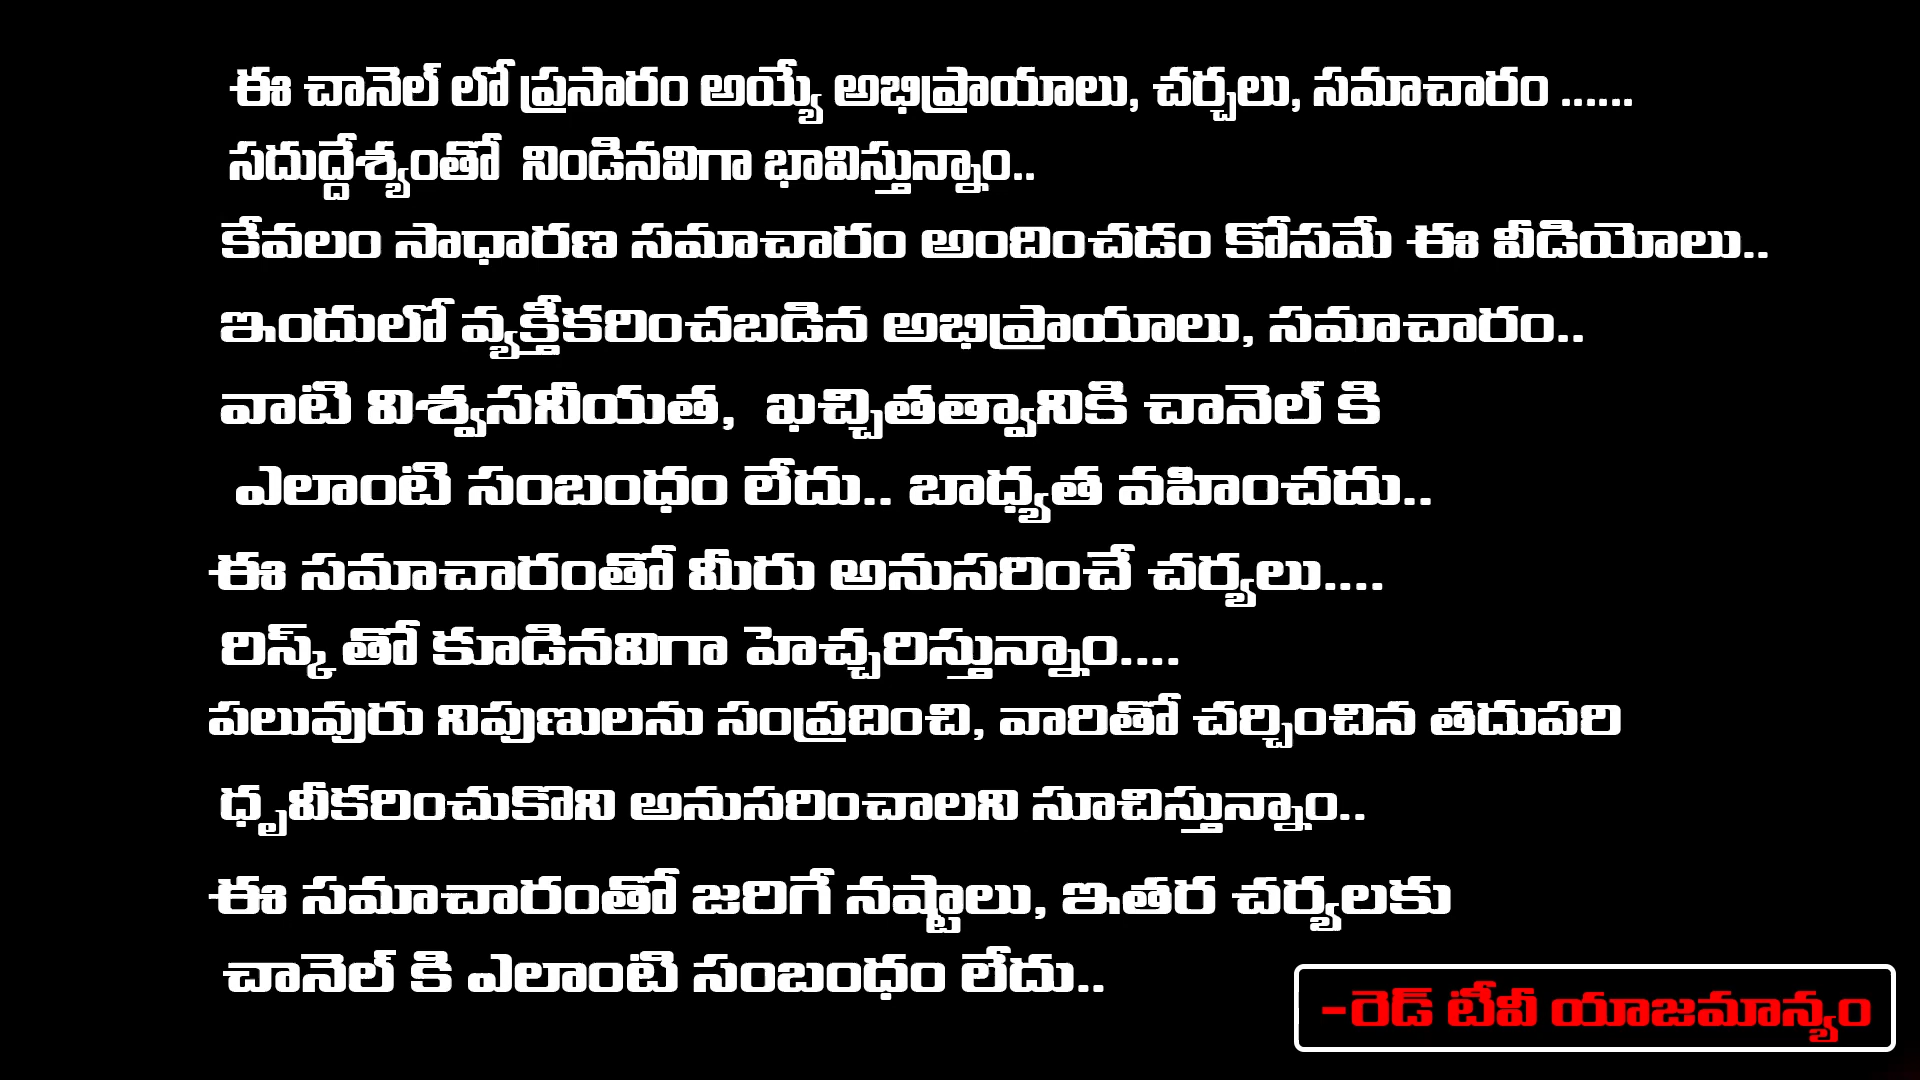 ఈ చానెల్ లో ప్రసారం అయ్యే అభిప్రాయాలు, చర్చలు, సమాచారం ......
సదుద్దేశ్యంతో నిండినవిగా భావిస్తున్నాం..
కేవలం సాధారణ సమాచారం అందించడం కోసమే ఈ వీడియోలు..
ఇందులో వ్యక్తీకరించబడిన అభిప్రాయాలు, సమాచారం..
వాటి విశ్వసనీయత, ఖచ్చితత్వానికి చానెల్ కి
ఎలాంటి సంబంధం లేదు.. బాధ్యత వహించదు..
ఈ సమాచారంతో మీరు అనుసరించే చర్యలు....
రిస్క్ తో కూడినవిగా హెచ్చరిస్తున్నాం....
పలువురు నిపుణులను సంప్రదించి, వారితో చర్చించిన తదుపరి
ధృవీకరించుకొని అనుసరించాలని సూచిస్తున్నాం..
ఈ సమాచారంతో జరిగే నష్టాలు, ఇతర చర్యలకు
చానెల్ కి ఎలాంటి సంబంధం లేదు..
-రెడ్ టీవీ యాజమాన్యం